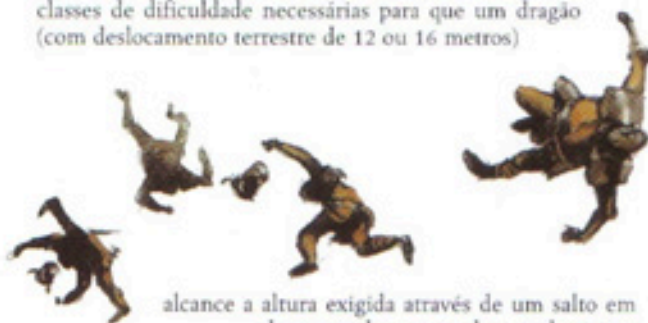 classes de dificuldade necessárias para que um dragão
(com deslocamento terrestre de 12 ou 16 metros)
alcance a altura exigida através de um salto em